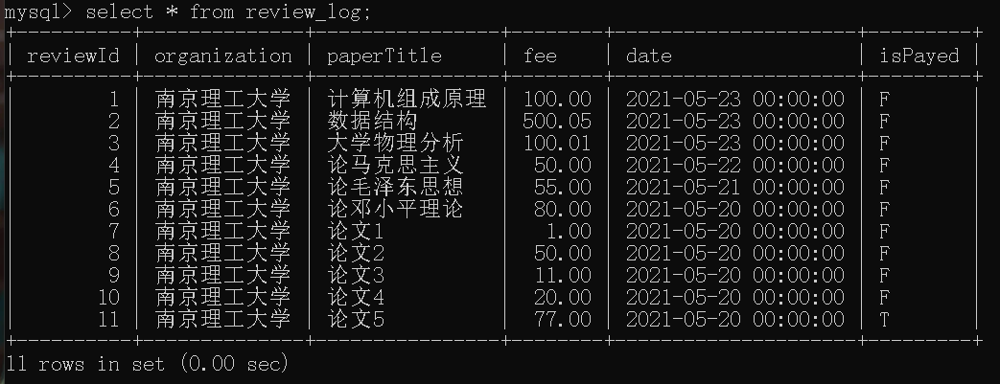 mysql> select * from review_log;
| reviewId | organization | paperTitle | fee | date | isPayed |
| 1 | 南京理工大学 | 计算机组成原理 | 100.00 | 2021-05-23 00:00:00 | F |
| 2 | 南京理工大学 | 数据结构 | 500.05 | 2021-05-23 00:00:00 | F |
| 3 | 南京理工大学 | 大学物理分析 | 100.01 | 2021-05-23 00:00:00 | F |
| 4 | 南京理工大学 | 论马克思主义 | 50.00 | 2021-05-22 00:00:00 | F |
| 5 | 南京理工大学 | 论毛泽东思想 | 55.00 | 2021-05-21 00:00:00 | F |
| 6 | 南京理工大学 | 论邓小平理论 | 80.00 | 2021-05-20 00:00:00 | F |
| 7 | 南京理工大学 | 论文1 | 1.00 | 2021-05-20 00:00:00 | F |
| 8 | 南京理工大学 | 论文2 | 50.00 | 2021-05-20 00:00:00 | F |
| 9 | 南京理工大学 | 论文3 | 11.00 | 2021-05-20 00:00:00 | F |
| 10 | 南京理工大学 | 论文4 | 20.00 | 2021-05-20 00:00:00 | F |
| 11 | 南京理工大学 | 论文5 | 77.00 | 2021-05-20 00:00:00 | T |
11 rows in set (0.00 sec)